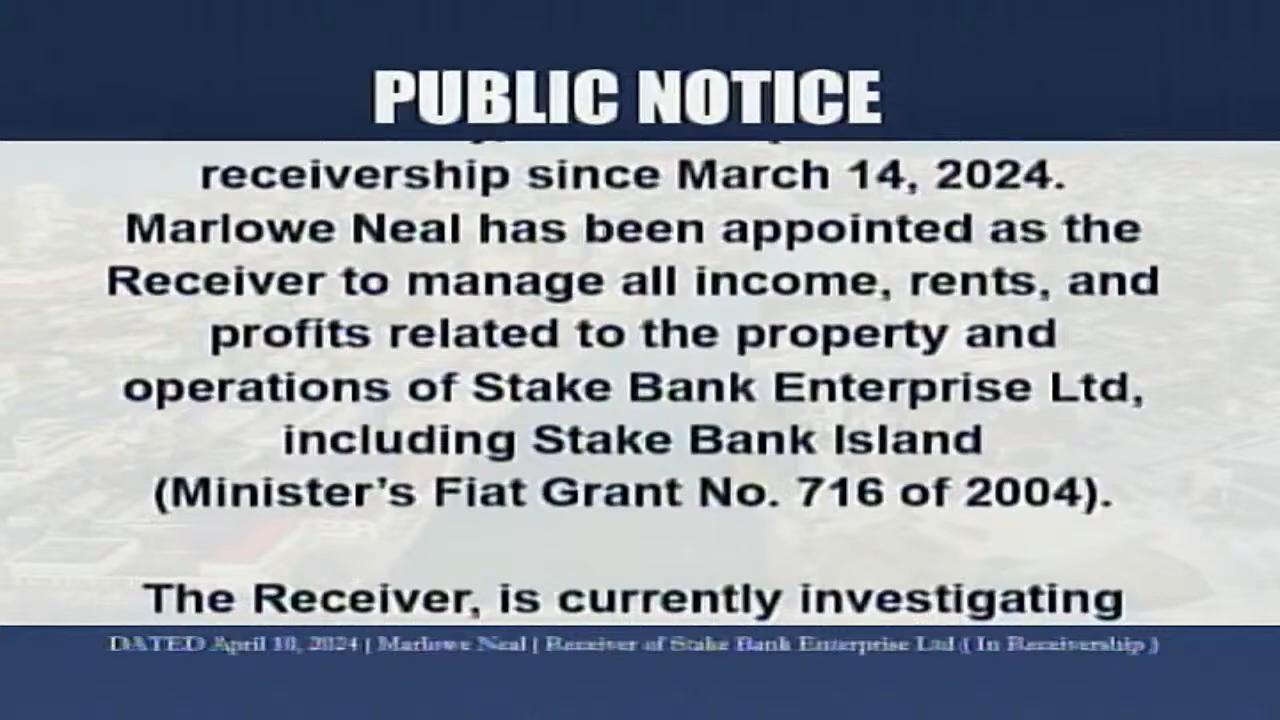 PUBLIC NOTICE
receivership since March 14, 2024.
Marlowe Neal has been appointed as the
Receiver to manage all income, rents, and
profits related to the property and
operations of Stake Bank Enterprise Ltd,
including Stake Bank Island
(Minister’s Fiat Grant No. 716 of 2004).
The Receiver, is currently investigating
DATED April 10, 2024 | Marlowe Neal | Receiver of Stake Bank Enterprise Ltd ( In Receivership )